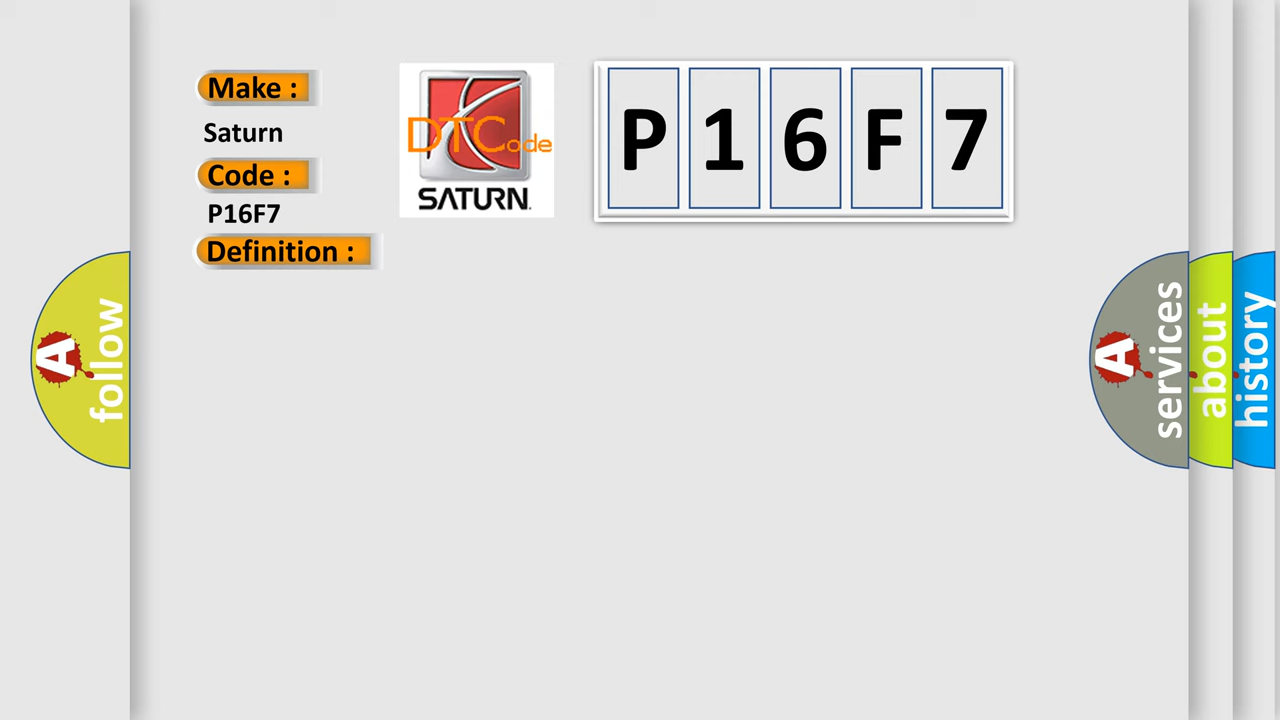 Make :
Saturn
Code :
P16F7
Definition :
DTCode
SATURN.
P 1 6 F 7
A follow
A services
about
history